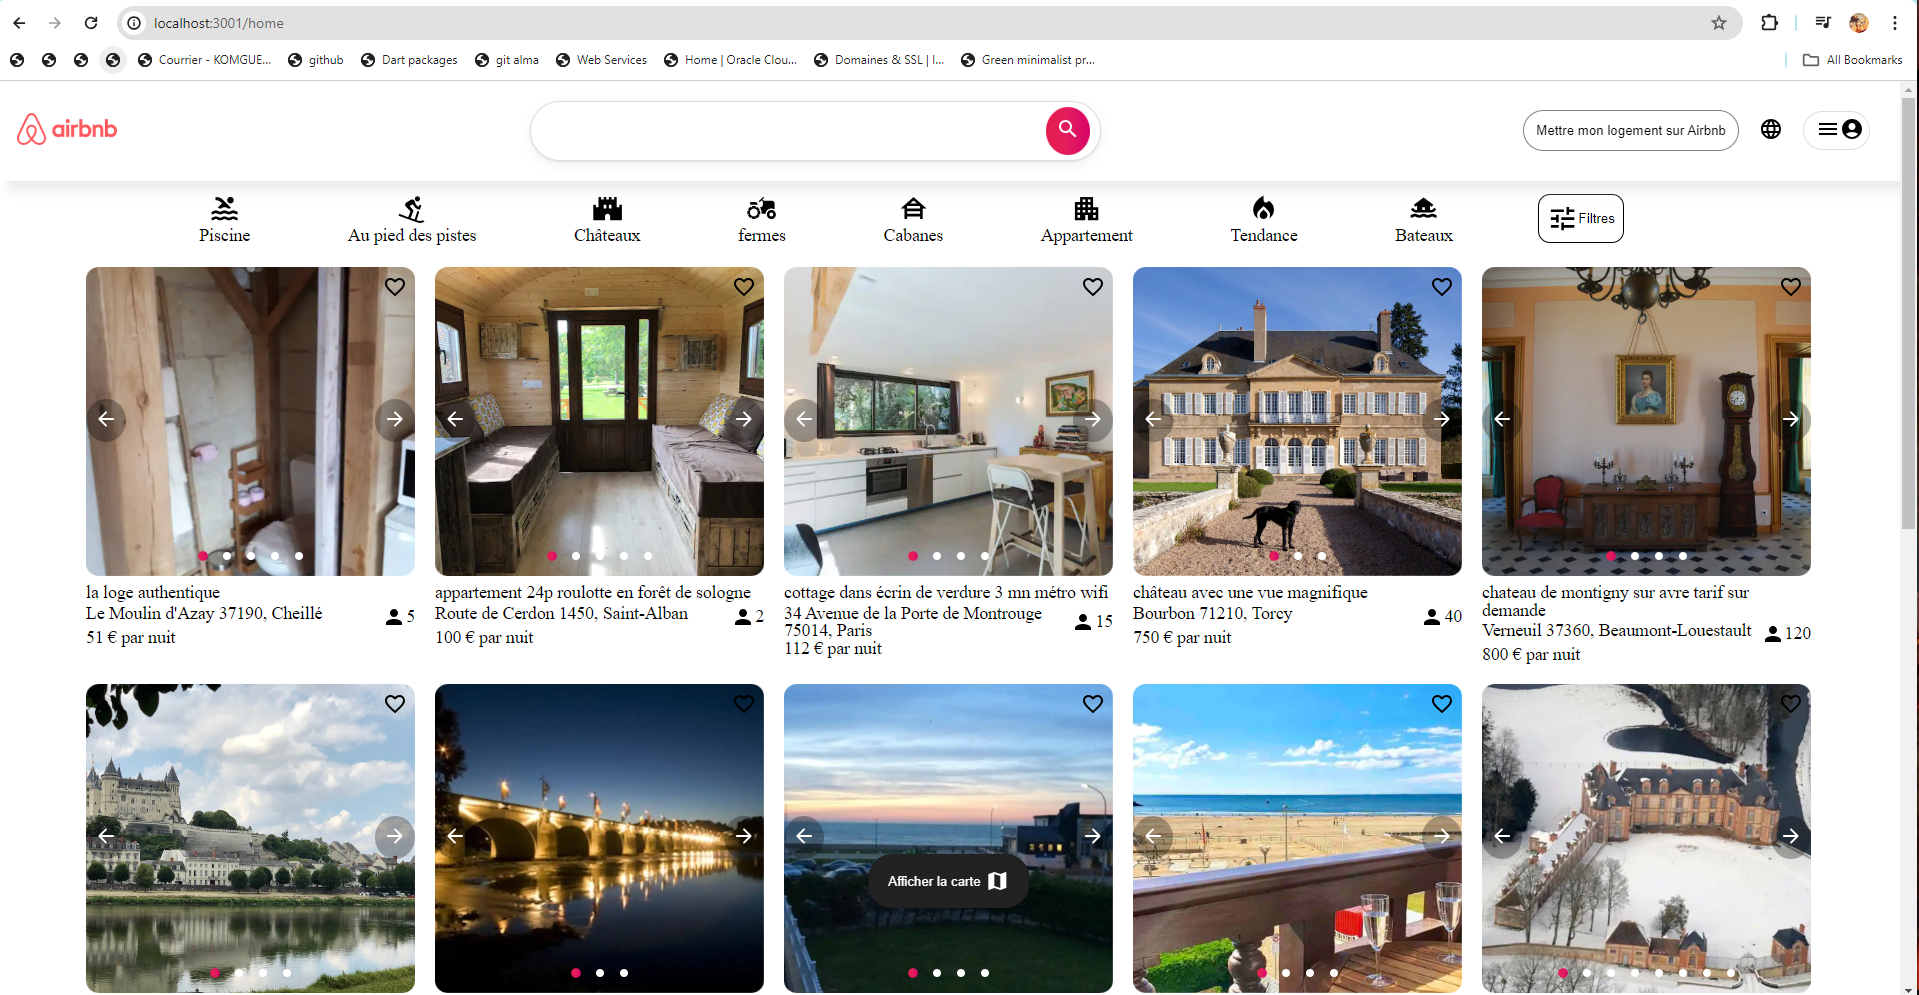 localhost:3001/home
Courrier - KOMGUE...
github
Dart packages
git alma
Web Services
Home | Oracle Clou...
Domaines & SSL | I...
Green minimalist pr...
All Bookmarks
airbnb
Mettre mon logement sur Airbnb
Piscine
Au pied des pistes
Châteaux
fermes
Cabanes
Appartement
Tendance
Bateaux
Filtres
la loge authentique
Le Moulin d'Azay 37190, Cheillé
5
51 € par nuit
appartement 24p roulotte en forêt de sologne
Route de Cerdon 1450, Saint-Alban
2
100 € par nuit
cottage dans écrin de verdure 3 mn métro wifi
34 Avenue de la Porte de Montrouge
75014, Paris
15
112 € par nuit
château avec une vue magnifique
Bourbon 71210, Torcy
40
750 € par nuit
chateau de montigny sur avre tarif sur
demande
Verneuil 37360, Beaumont-Louestault
120
800 € par nuit
Afficher la carte